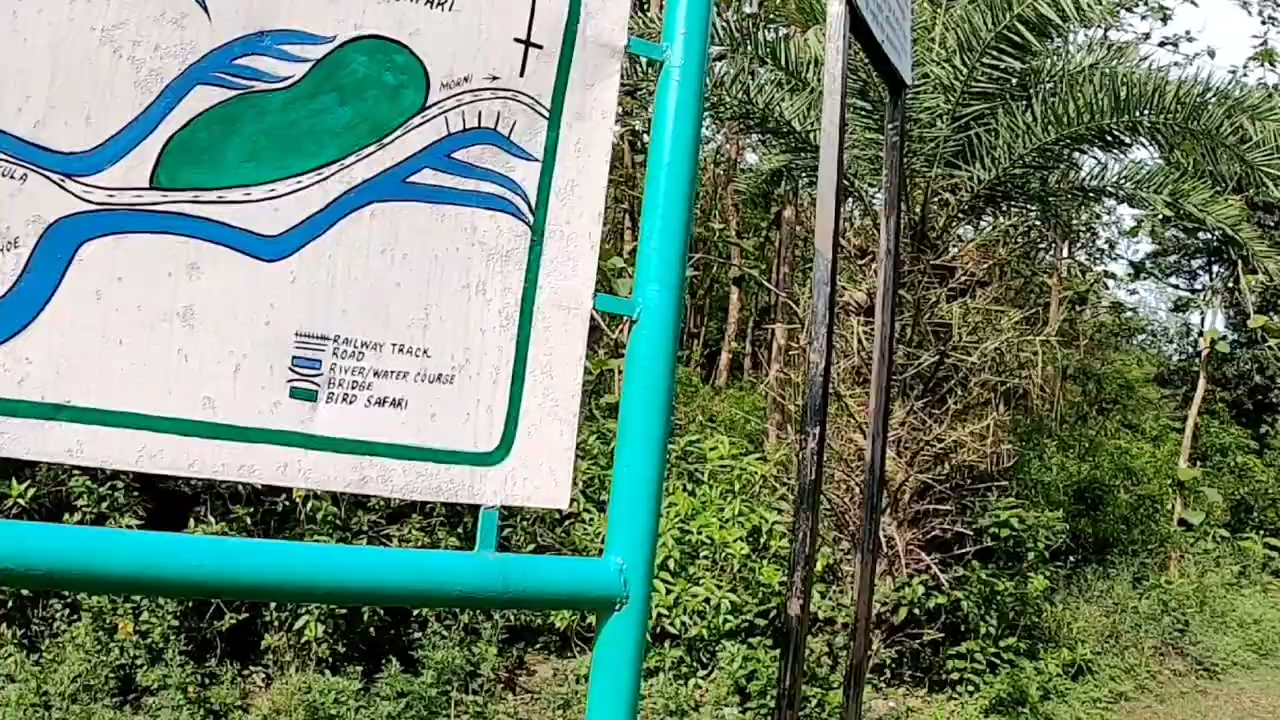 MORNI
RAILWAY TRACK
ROAD
RIVER/WATER COURSE
BRIDGE
BIRD SAFARI